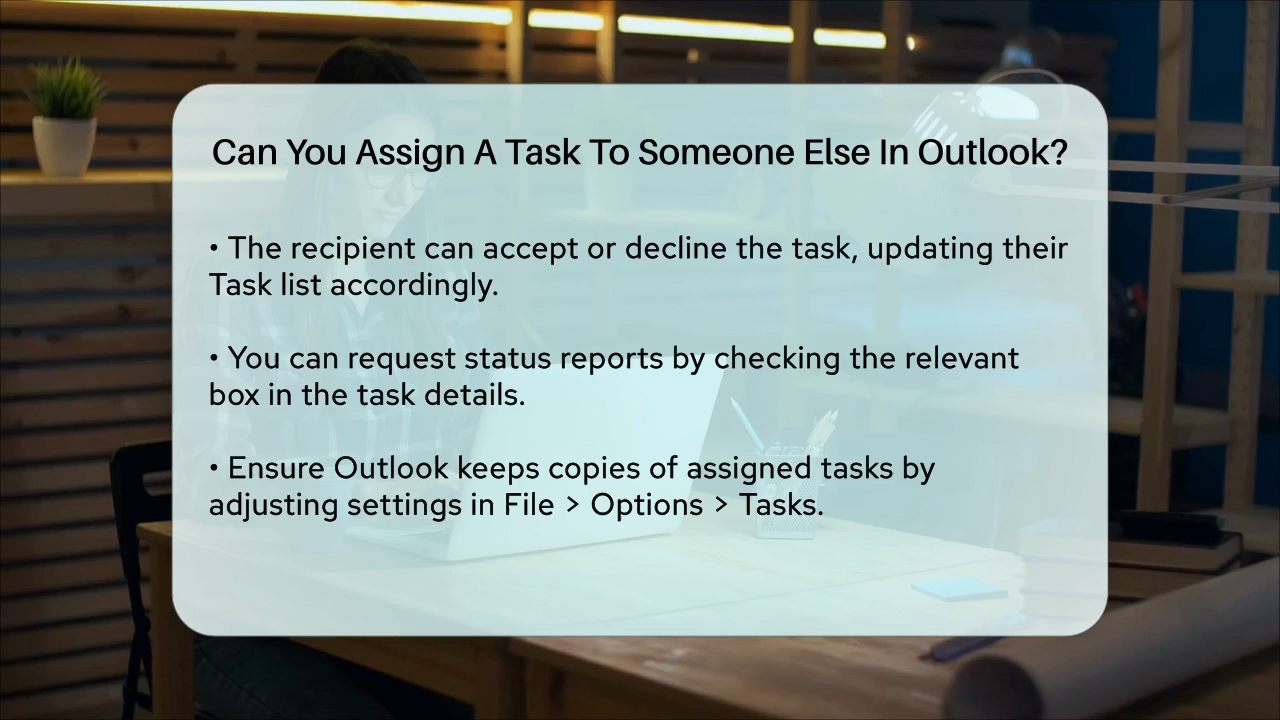 Can You Assign A Task To Someone Else In Outlook?
• The recipient can accept or decline the task, updating their
Task list accordingly.
• You can request status reports by checking the relevant
box in the task details.
• Ensure Outlook keeps copies of assigned tasks by
adjusting settings in File > Options > Tasks.